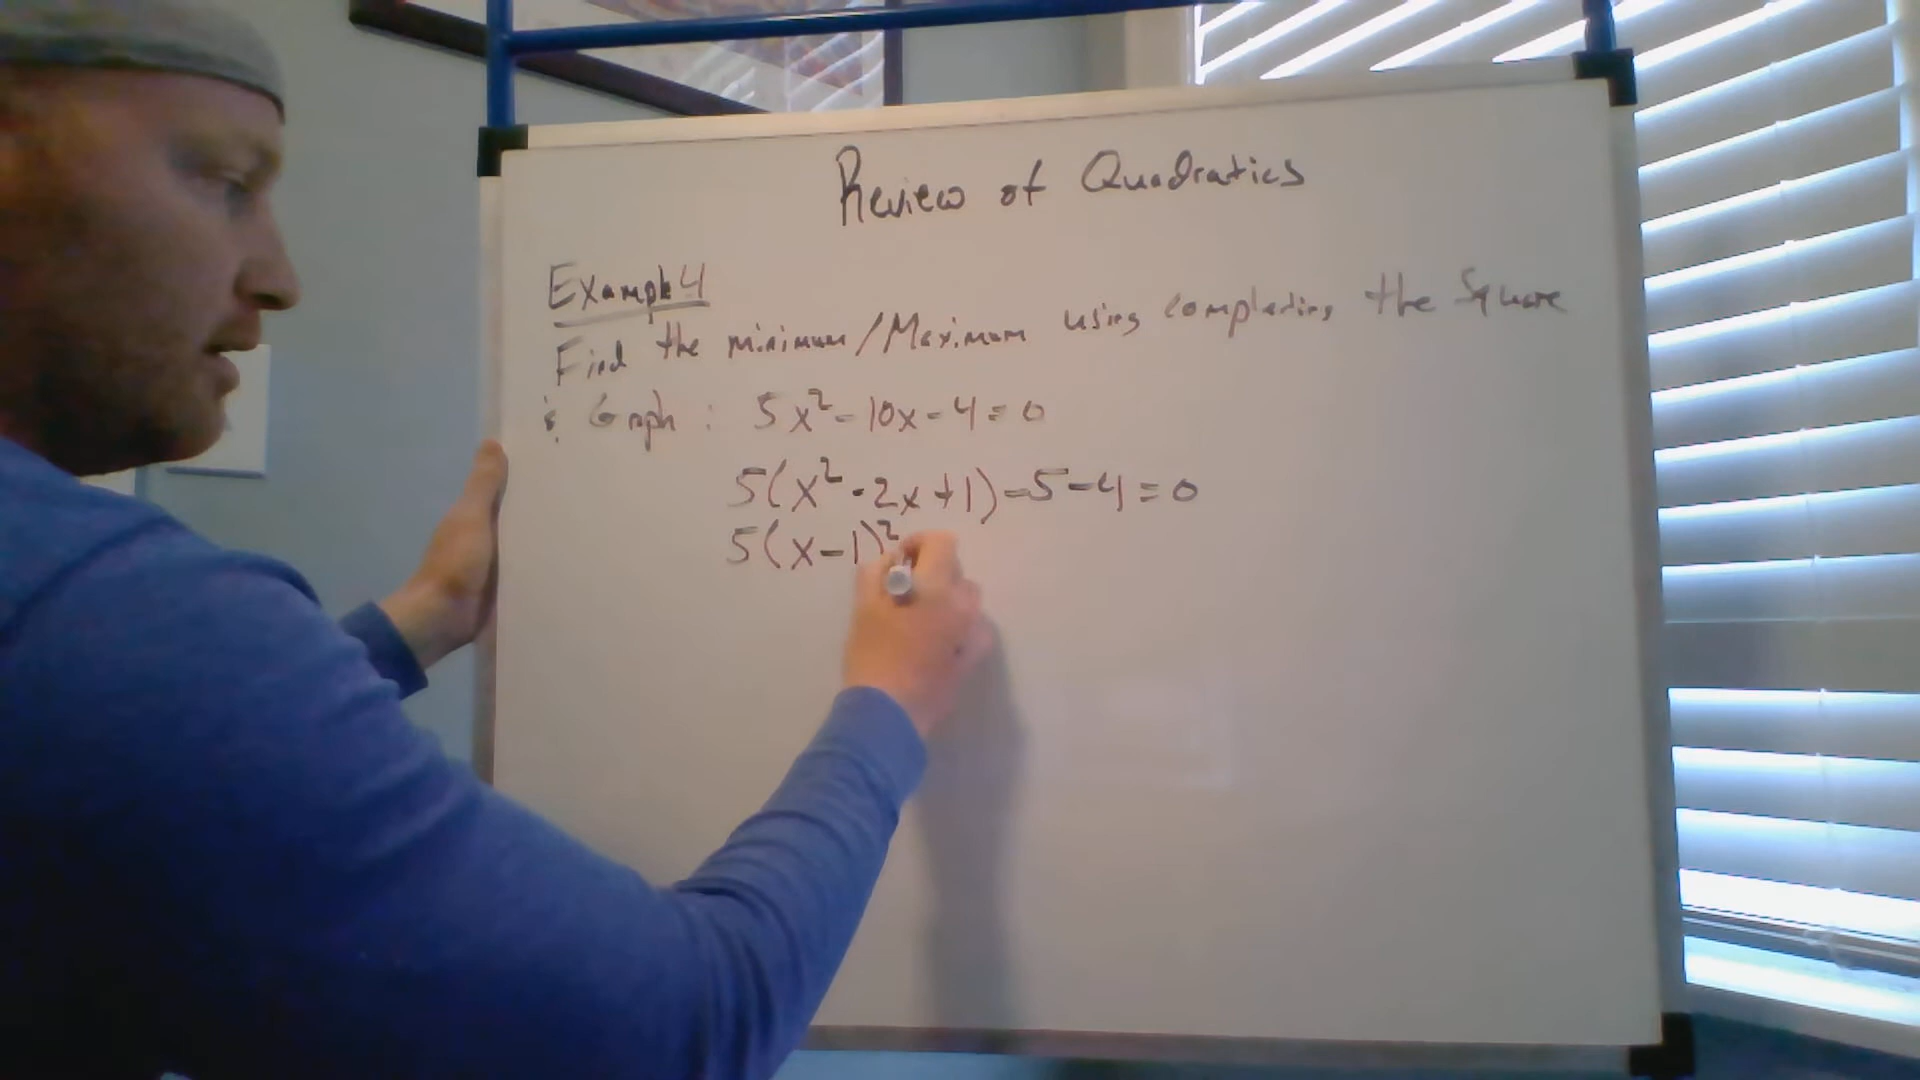 Review of Quadratics
Example 4
Find the minimum/Maximum using completing the Square
& Graph : 5x² - 10x - 4 = 0
5(x² - 2x + 1) - 5 - 4 = 0
5(x - 1)²